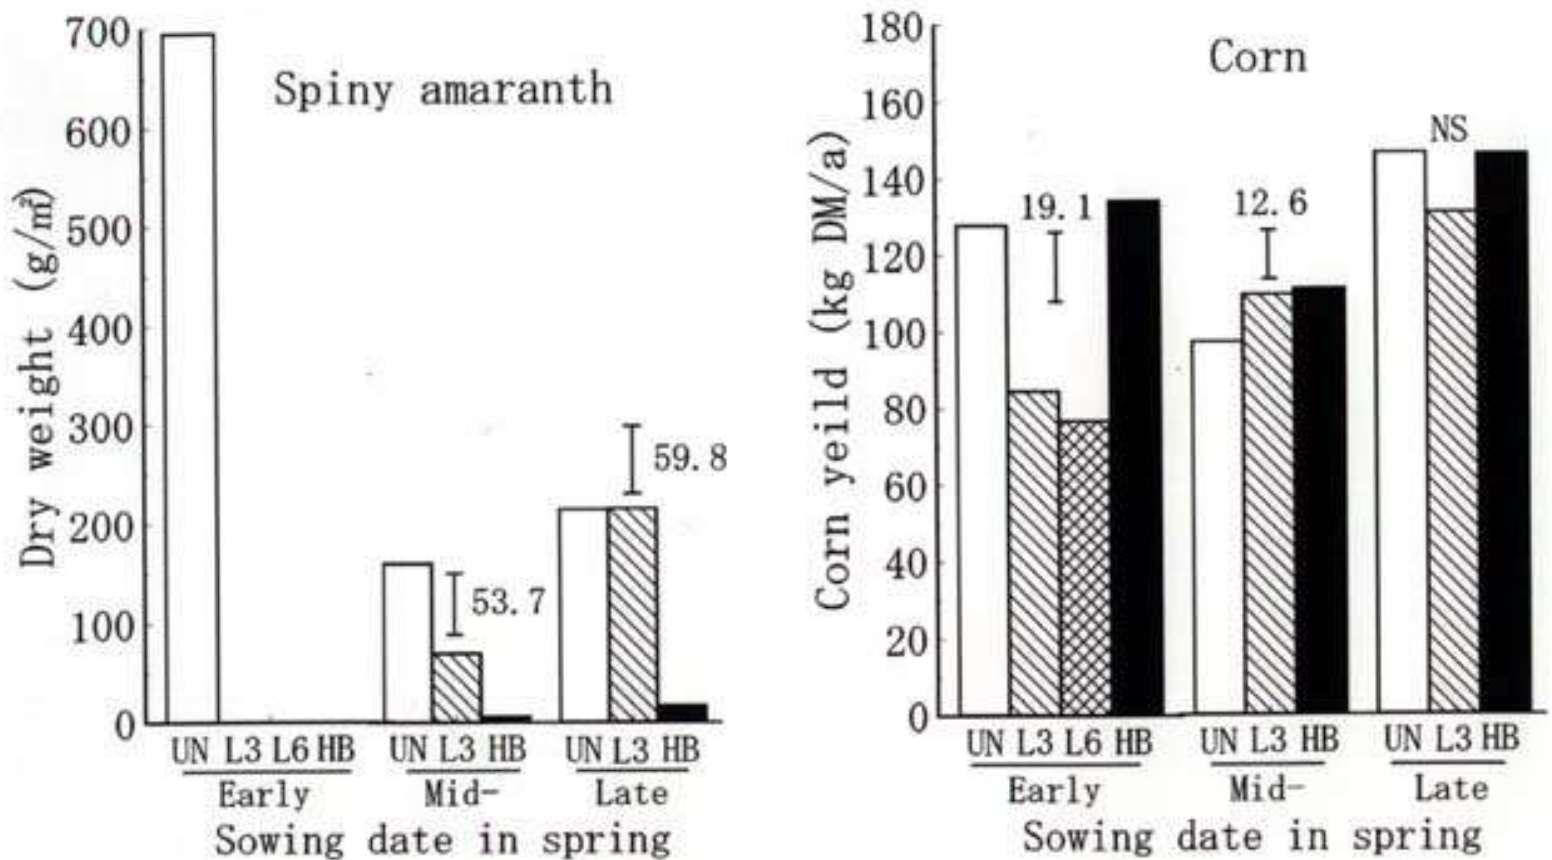 Spiny amaranth
Dry weight (g/㎡)
700
600
500
400
300
200
100
0
53.7
59.8
UN L3 L6 HB
UN L3 HB
UN L3 HB
Early
Mid-
Late
Sowing date in spring
Corn
Corn yeild (kg DM/a)
180
160
140
120
100
80
60
40
20
0
19.1
12.6
NS
UN L3 L6 HB
UN L3 HB
UN L3 HB
Early
Mid-
Late
Sowing date in spring